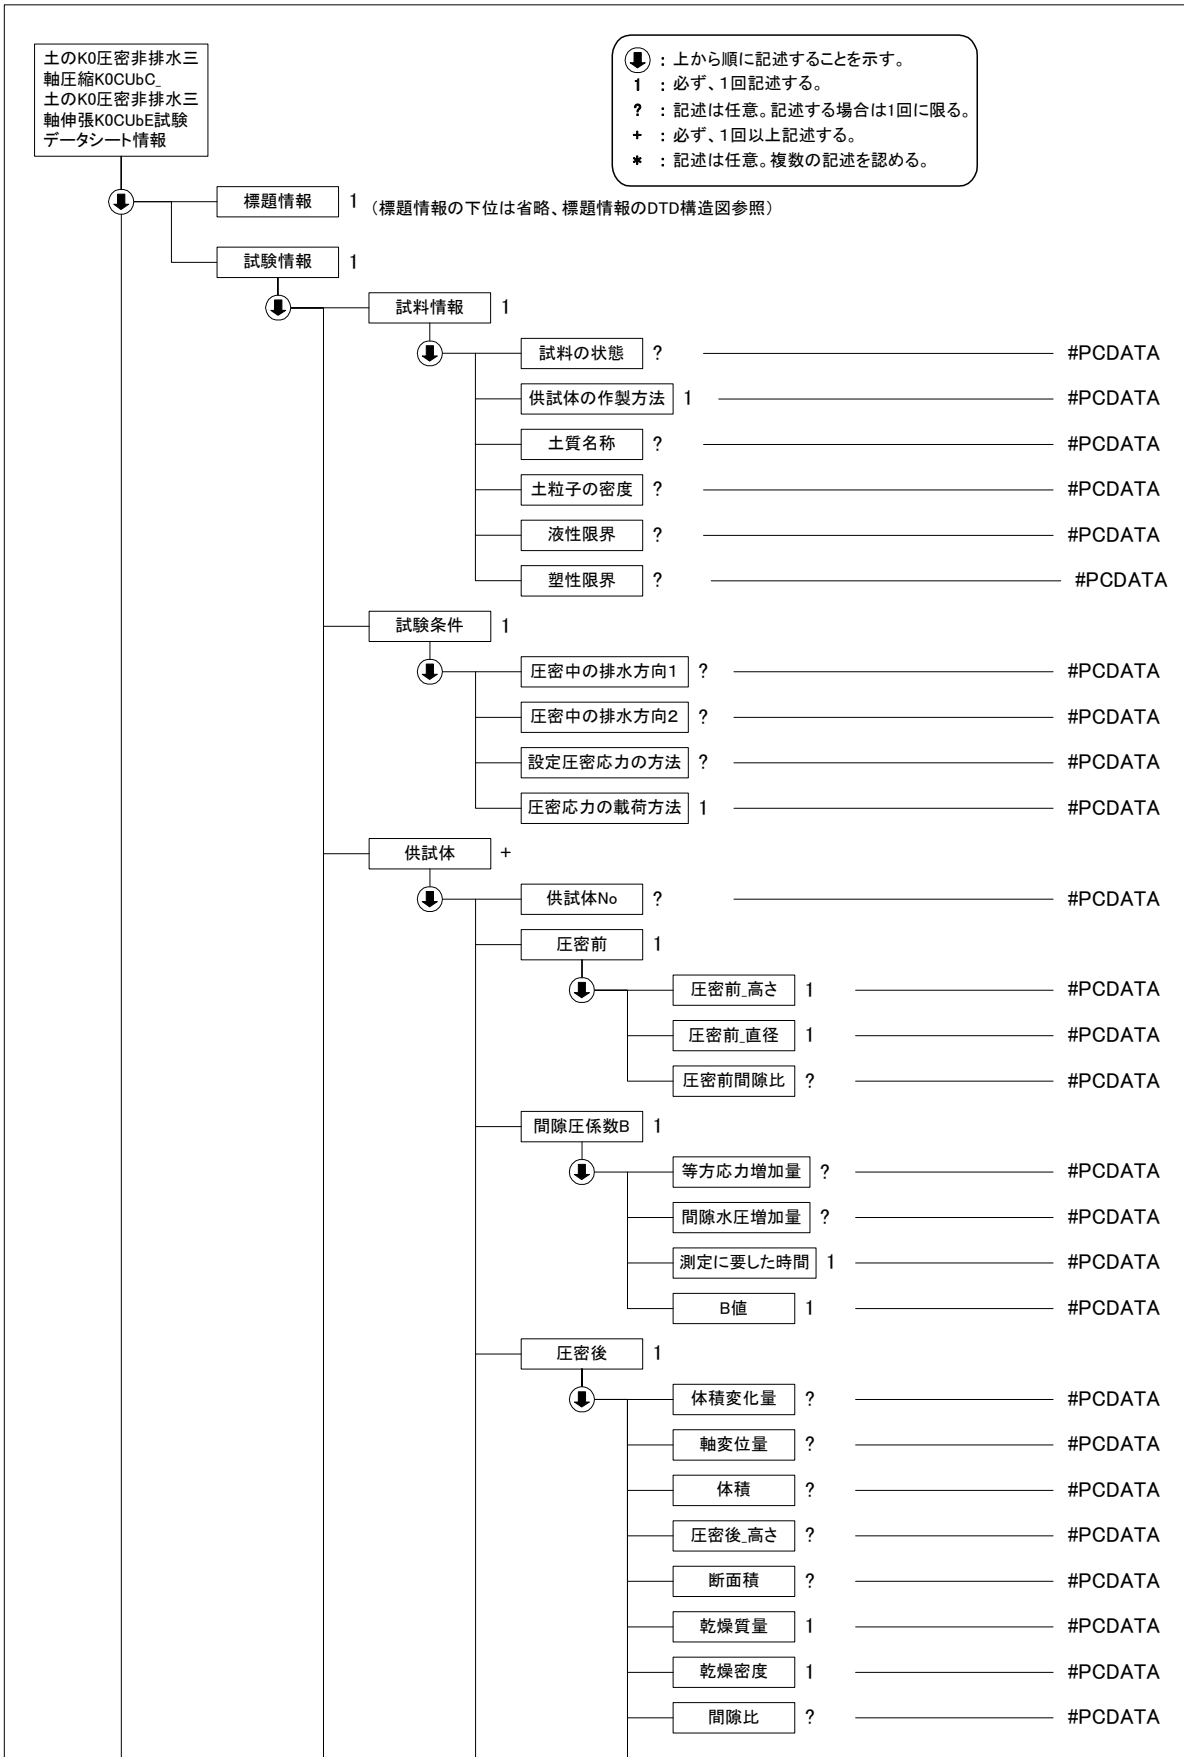 土のK0圧密非排水三
軸圧縮K0CUbC_
土のK0圧密非排水三
軸伸張K0CUbE試験
データシート情報
：上から順に記述することを示す。
1 ：必ず、1回記述する。
? ：記述は任意。記述する場合は1回に限る。
+ ：必ず、1回以上記述する。
* ：記述は任意。複数の記述を認める。
標題情報 1 （標題情報の下位は省略、標題情報のDTD構造図参照）
試験情報 1
試料情報 1
試料の状態 ? #PCDATA
供試体の作製方法 1 #PCDATA
土質名称 ? #PCDATA
土粒子の密度 ? #PCDATA
液性限界 ? #PCDATA
塑性限界 ? #PCDATA
試験条件 1
圧密中の排水方向1 ? #PCDATA
圧密中の排水方向2 ? #PCDATA
設定圧密応力の方法 ? #PCDATA
圧密応力の載荷方法 1 #PCDATA
供試体 +
供試体No ? #PCDATA
圧密前 1
圧密前_高さ 1 #PCDATA
圧密前_直径 1 #PCDATA
圧密前間隙比 ? #PCDATA
間隙圧係数B 1
等方応力増加量 ? #PCDATA
間隙水圧増加量 ? #PCDATA
測定に要した時間 1 #PCDATA
B値 1 #PCDATA
圧密後 1
体積変化量 ? #PCDATA
軸変位量 ? #PCDATA
体積 ? #PCDATA
圧密後_高さ ? #PCDATA
断面積 ? #PCDATA
乾燥質量 1 #PCDATA
乾燥密度 1 #PCDATA
間隙比 ? #PCDATA